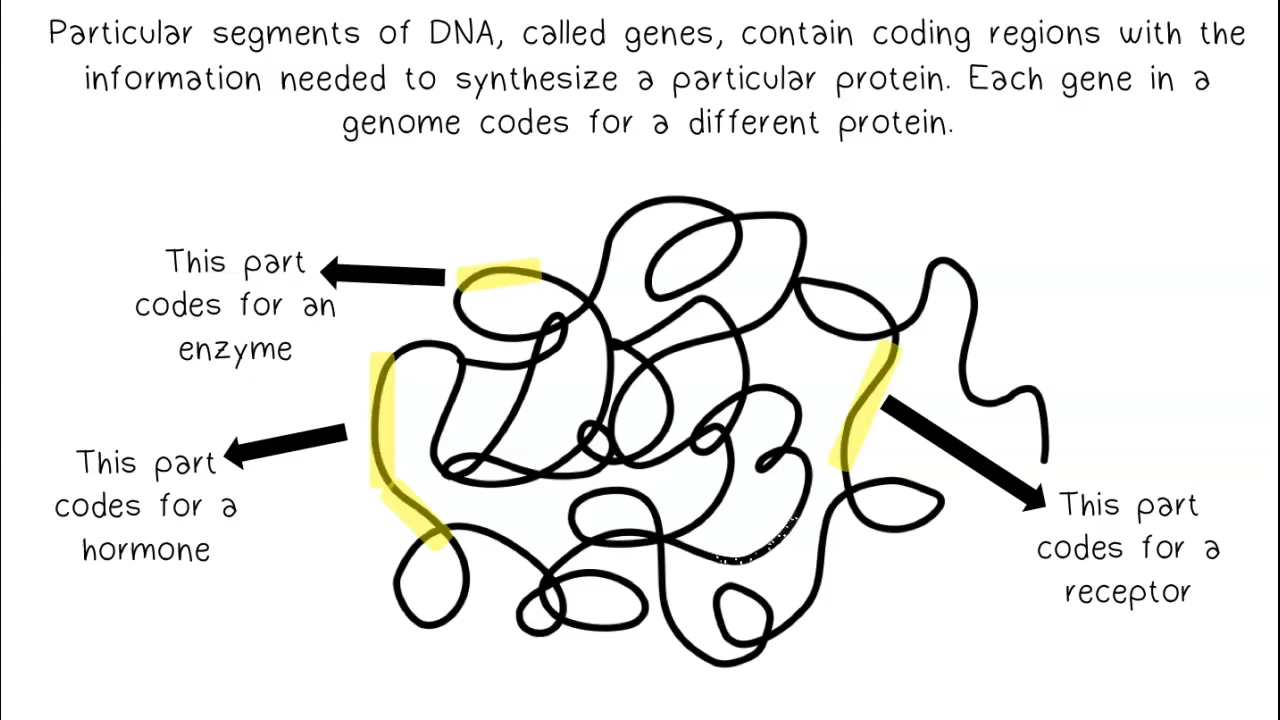 Particular segments of DNA, called genes, contain coding regions with the
information needed to synthesize a particular protein. Each gene in a
genome codes for a different protein.
This part
codes for an
enzyme
This part
codes for a
hormone
This part
codes for a
receptor